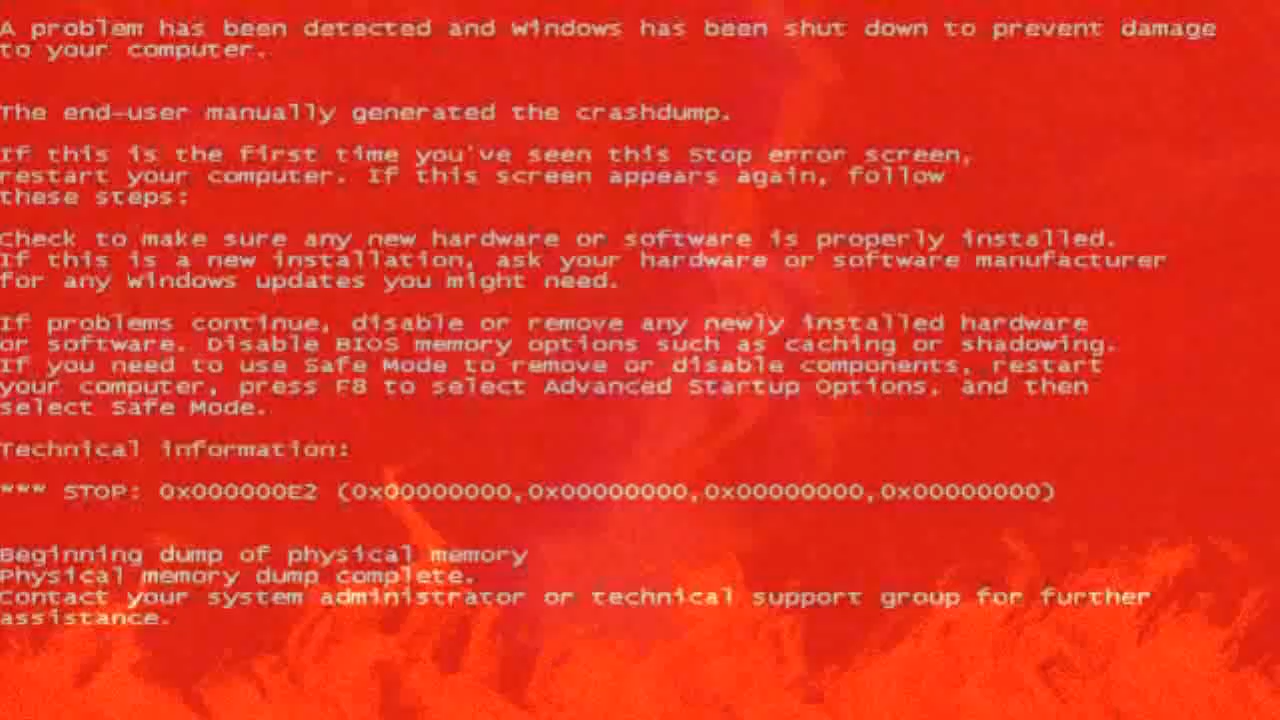 A problem has been detected and Windows has been shut down to prevent damage
to your computer.
The end-user manually generated the crashdump.
If this is the first time you've seen this Stop error screen,
restart your computer. If this screen appears again, follow
these steps:
Check to make sure any new hardware or software is properly installed.
If this is a new installation, ask your hardware or software manufacturer
for any Windows updates you might need.
If problems continue, disable or remove any newly installed hardware
or software. Disable BIOS memory options such as caching or shadowing.
If you need to use Safe Mode to remove or disable components, restart
your computer, press F8 to select Advanced Startup Options, and then
select Safe Mode.
Technical information:
*** STOP: 0x000000E2 (0x00000000,0x00000000,0x00000000,0x00000000)
Beginning dump of physical memory
Physical memory dump complete.
Contact your system administrator or technical support group for further
assistance.